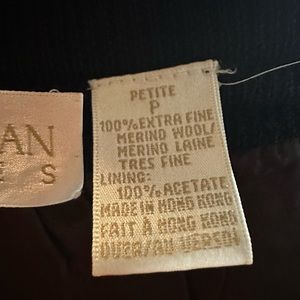 AN
S
PETITE
P
100% EXTRA FINE
MERINO WOOL/
MERINO LAINE
TRES FINE
LINING:
100% ACETATE
MADE IN HONG KONG
FAIT À HONG KONG
OVER/AU VERSON